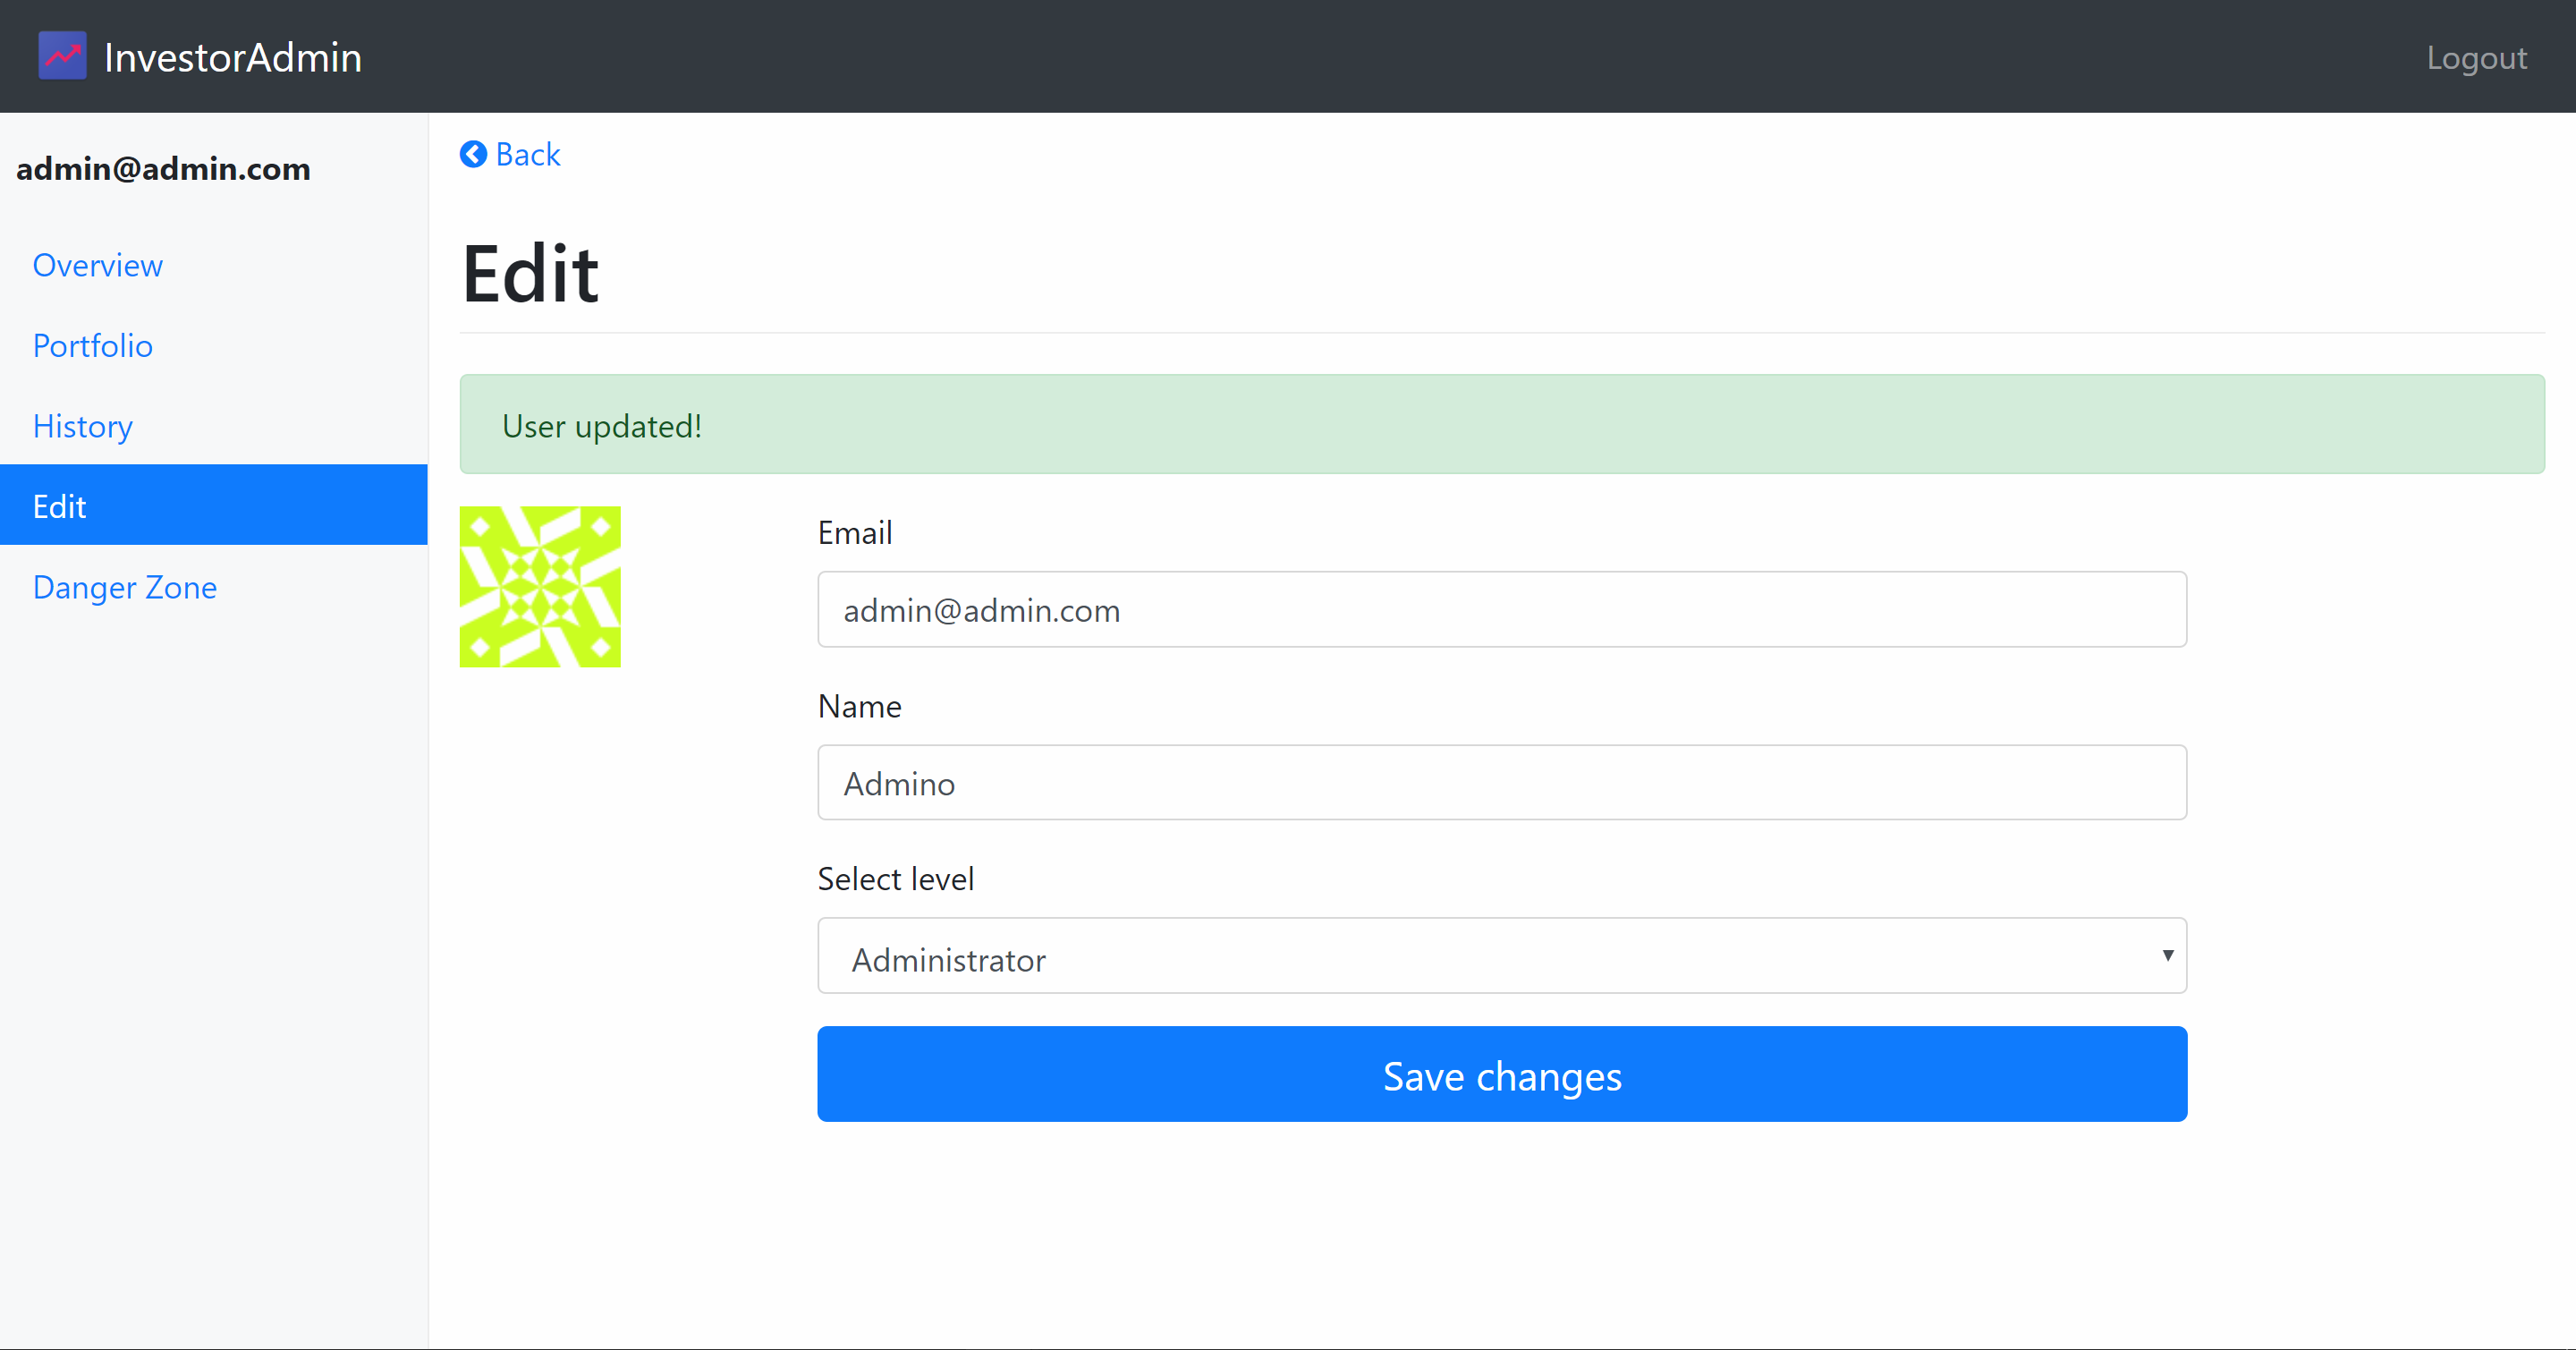 InvestorAdmin
Logout
admin@admin.com
Overview
Portfolio
History
Edit
Danger Zone
Back
Edit
User updated!
Email
admin@admin.com
Name
Admino
Select level
Administrator
Save changes